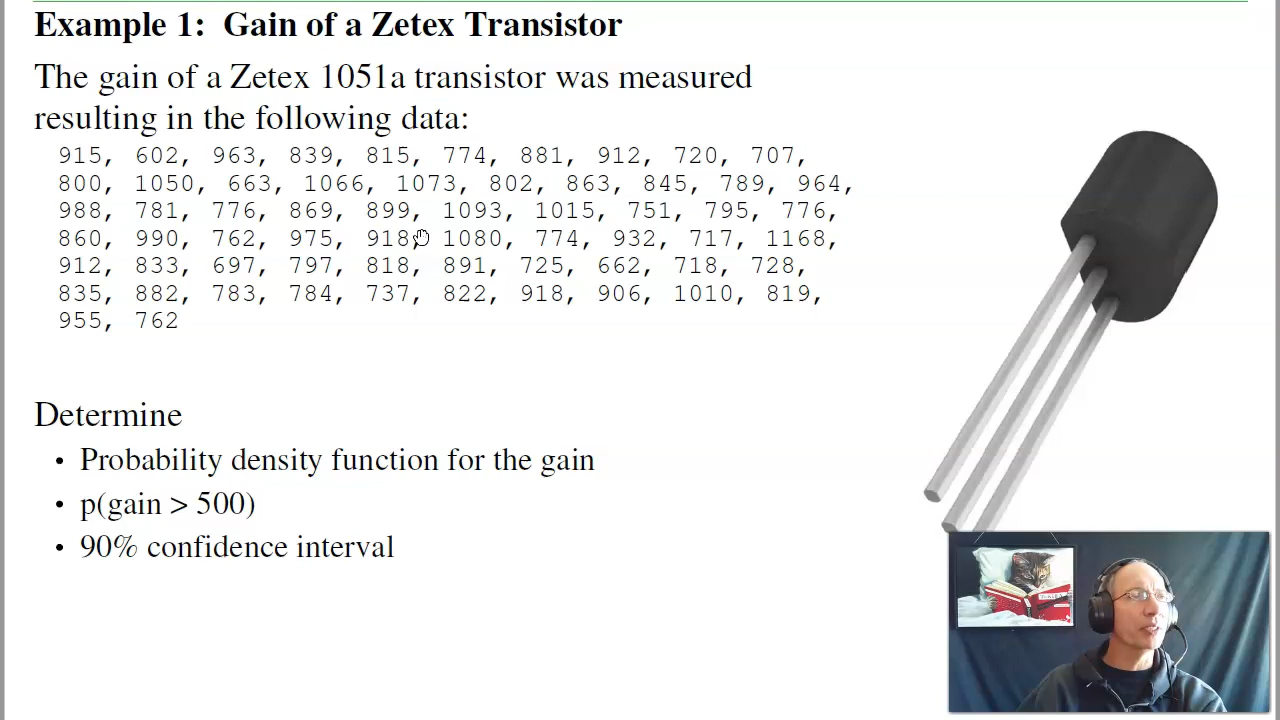 Example 1: Gain of a Zetex Transistor
The gain of a Zetex 1051a transistor was measured
resulting in the following data:
915, 602, 963, 839, 815, 774, 881, 912, 720, 707,
800, 1050, 663, 1066, 1073, 802, 863, 845, 789, 964,
988, 781, 776, 869, 899, 1093, 1015, 751, 795, 776,
860, 990, 762, 975, 918, 1080, 774, 932, 717, 1168,
912, 833, 697, 797, 818, 891, 725, 662, 718, 728,
835, 882, 783, 784, 737, 822, 918, 906, 1010, 819,
955, 762
Determine
• Probability density function for the gain
• p(gain > 500)
• 90% confidence interval